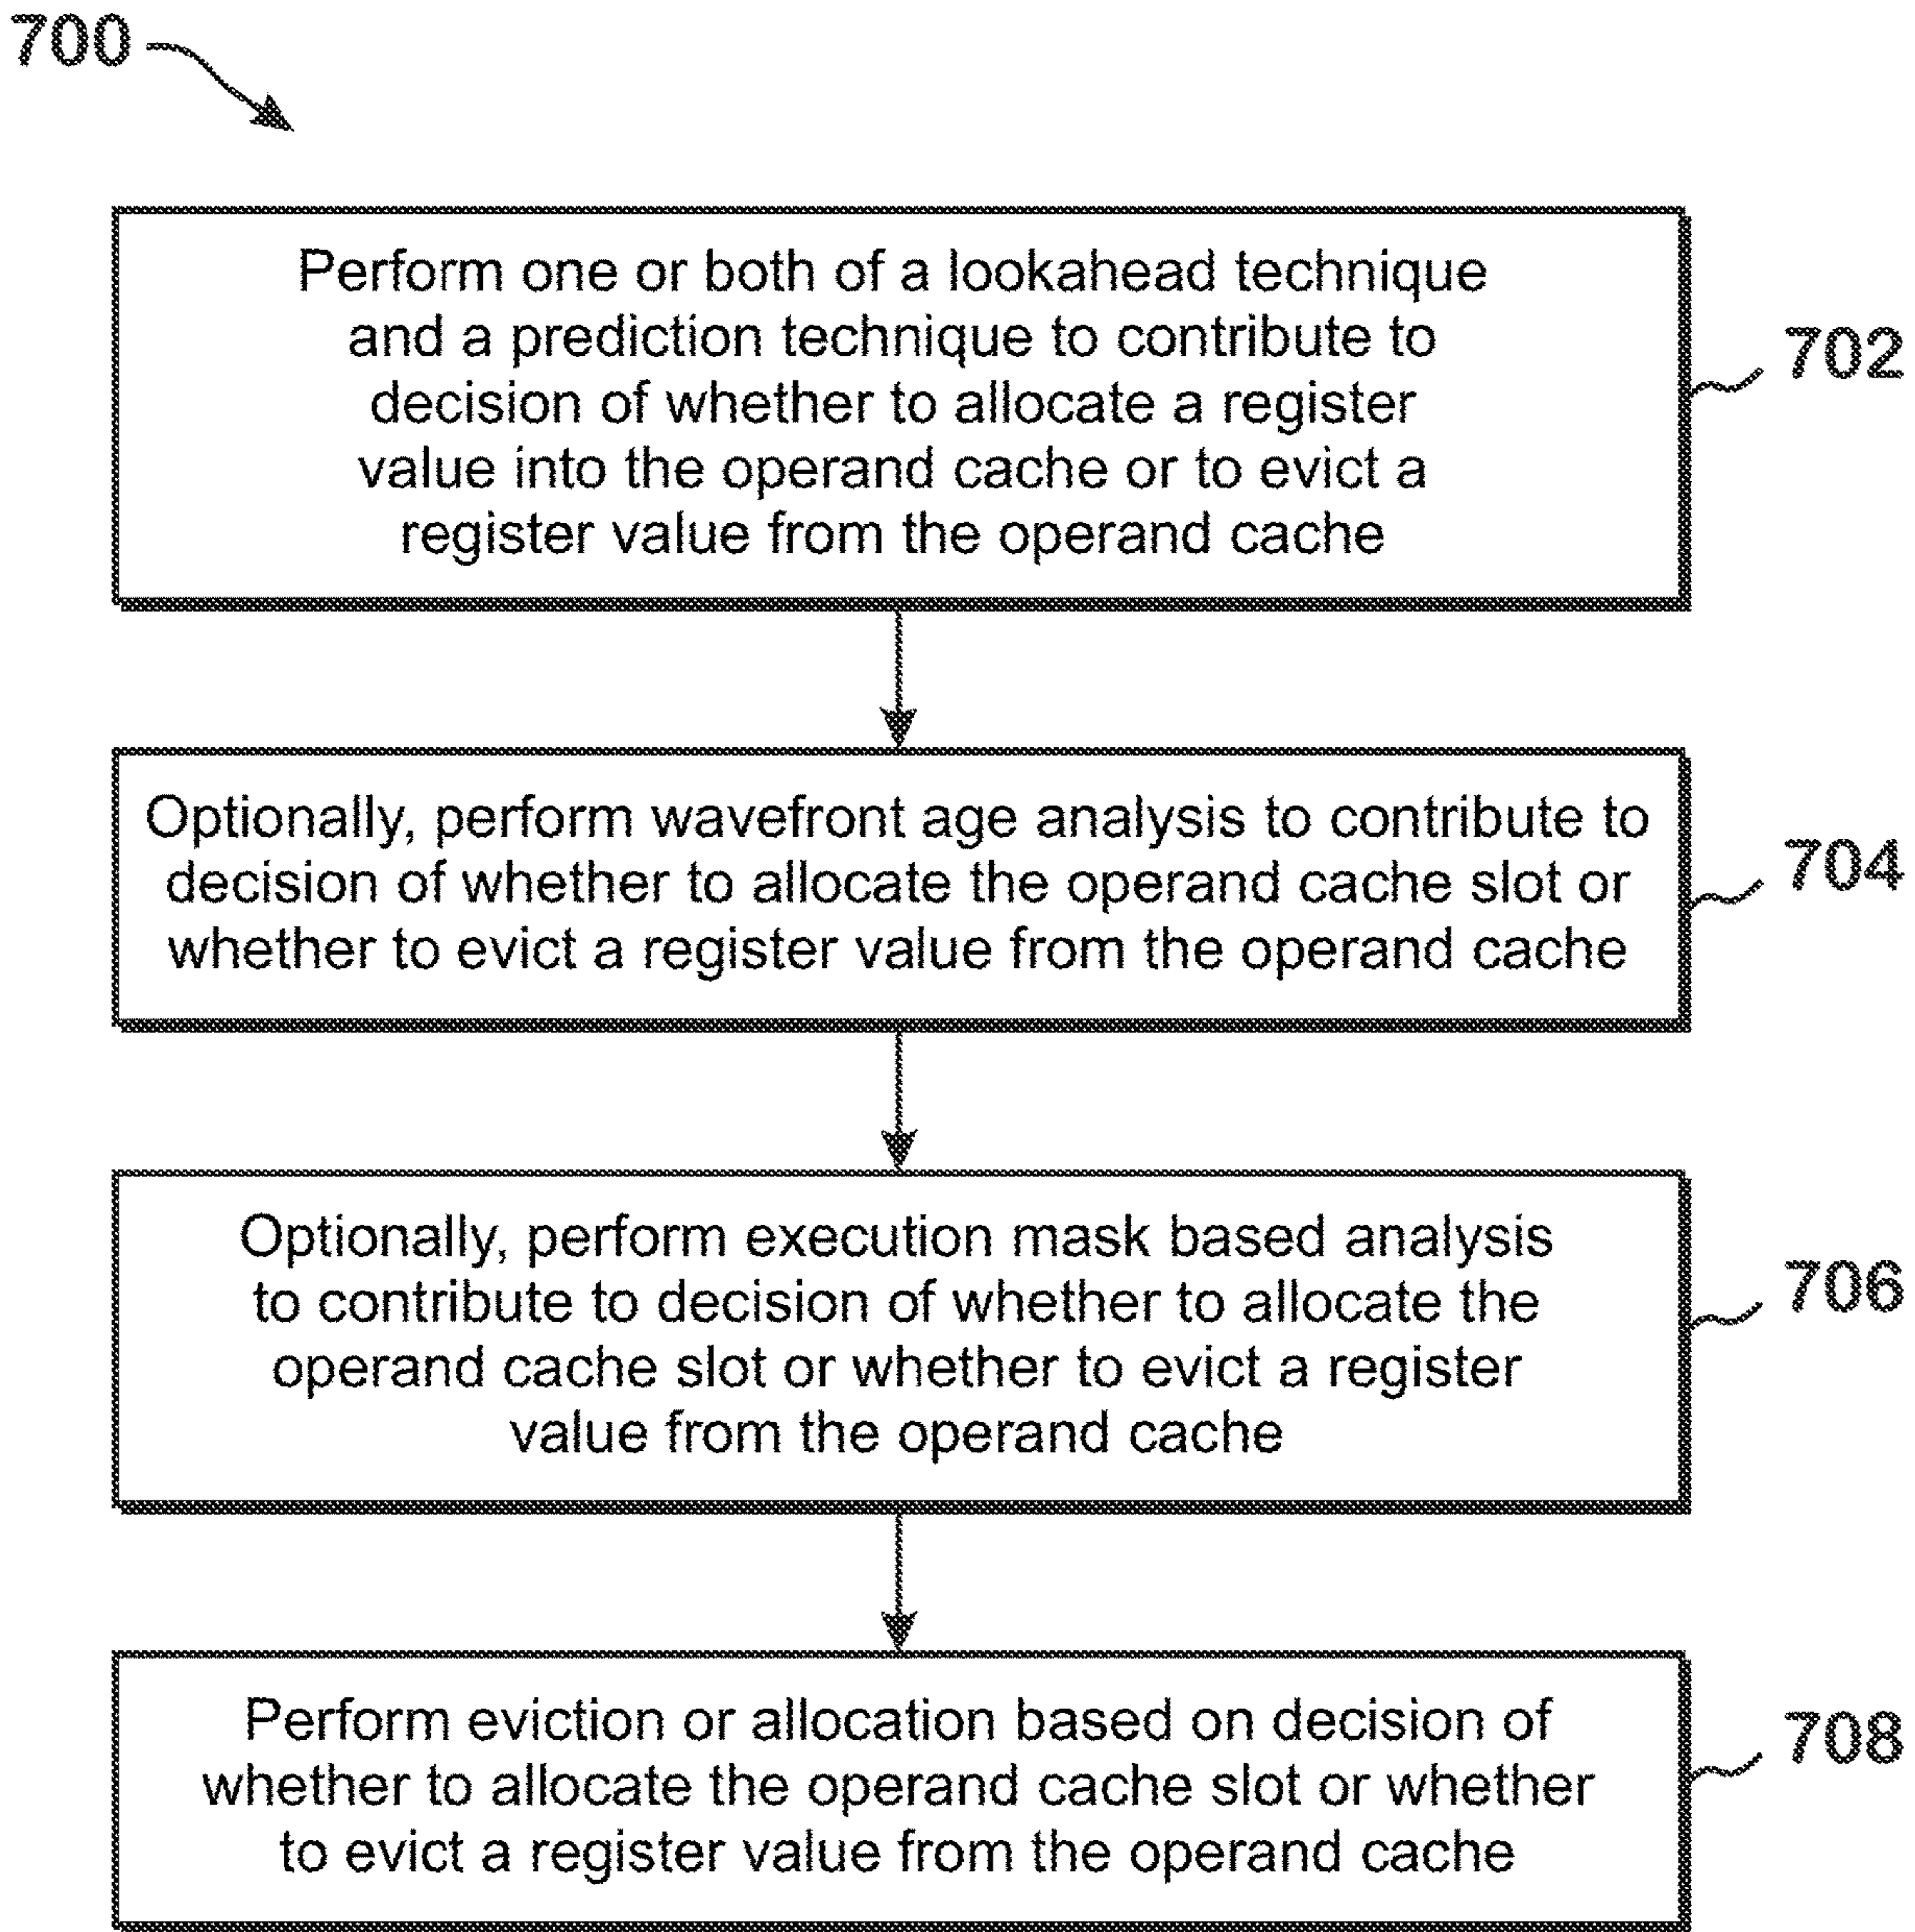 700
Perform one or both of a lookahead technique
and a prediction technique to contribute to
decision of whether to allocate a register
value into the operand cache or to evict a
register value from the operand cache
702
Optionally, perform wavefront age analysis to contribute to
decision of whether to allocate the operand cache slot or
whether to evict a register value from the operand cache
704
Optionally, perform execution mask based analysis
to contribute to decision of whether to allocate the
operand cache slot or whether to evict a register
value from the operand cache
706
Perform eviction or allocation based on decision of
whether to allocate the operand cache slot or whether
to evict a register value from the operand cache
708